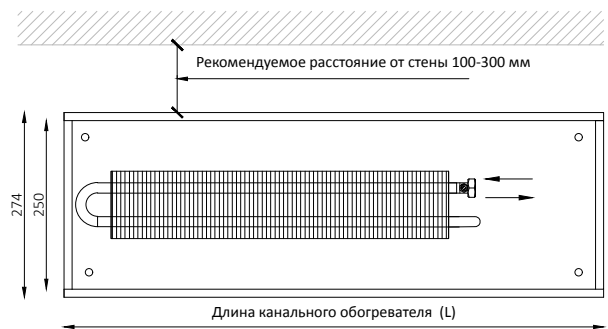 Рекомендуемое расстояние от стены 100-300 мм
274
250
Длина канального обогревателя (L)